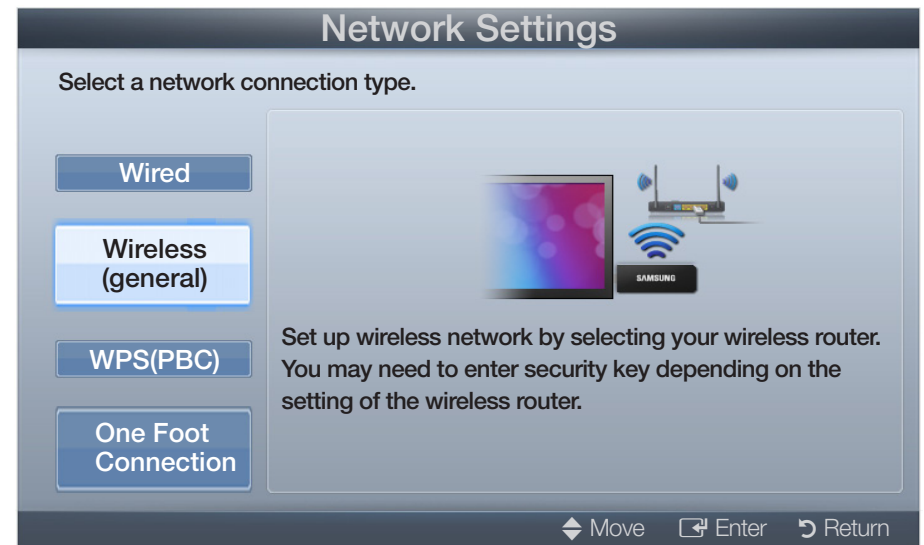 Network Settings
Select a network connection type.
Wired
Wireless
(general)
WPS(PBC)
One Foot
Connection
SAMSUNG
Set up wireless network by selecting your wireless router.
You may need to enter security key depending on the
setting of the wireless router.
Move Enter Return